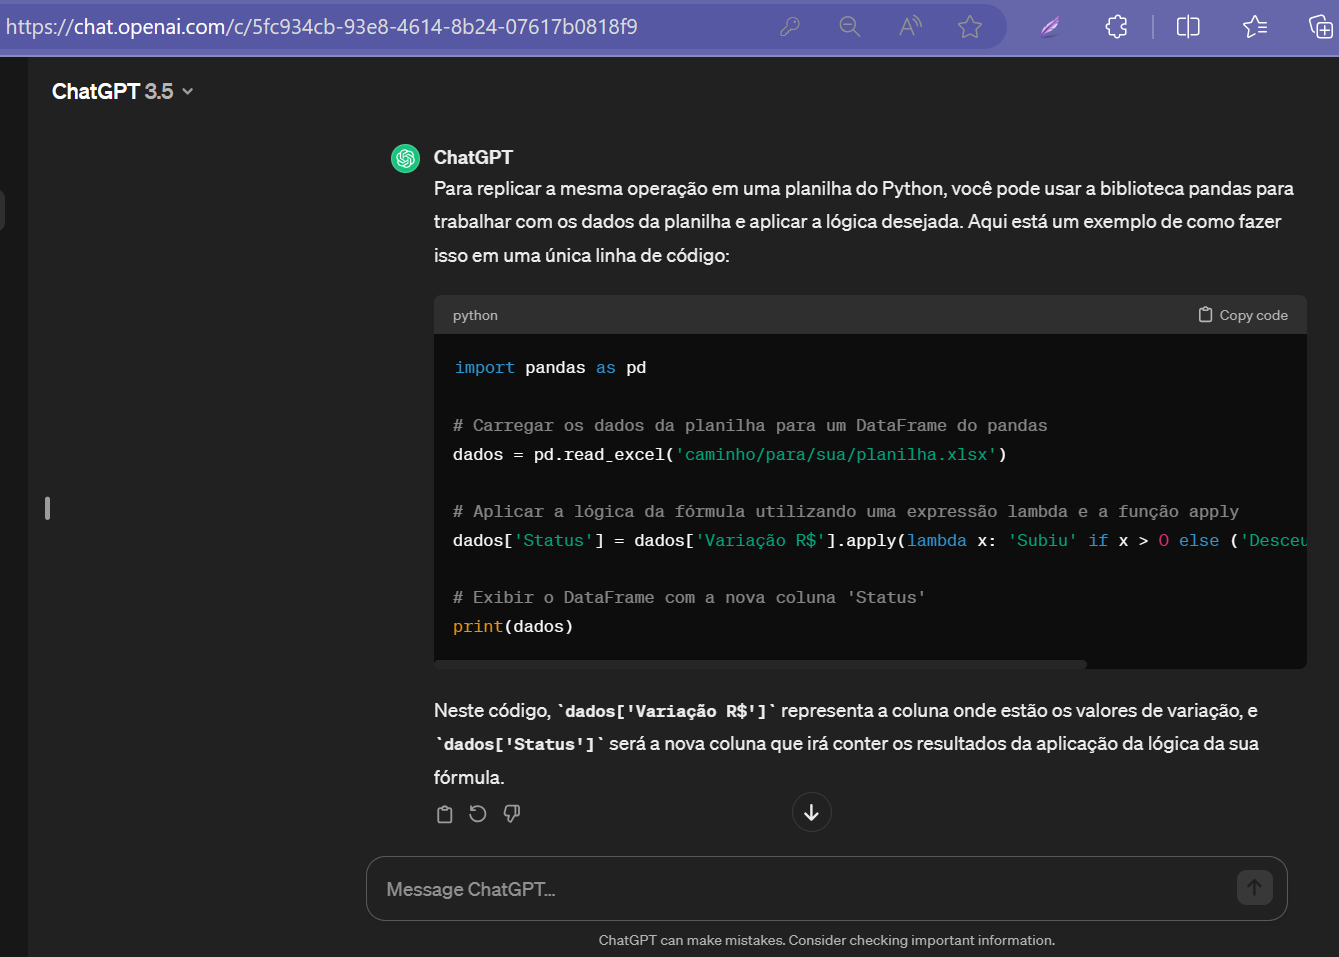 https://chat.openai.com/c/5fc934cb-93e8-4614-8b24-07617b0818f9
ChatGPT 3.5
ChatGPT
Para replicar a mesma operação em uma planilha do Python, você pode usar a biblioteca pandas para
trabalhar com os dados da planilha e aplicar a lógica desejada. Aqui está um exemplo de como fazer
isso em uma única linha de código:
python
Copy code
import pandas as pd
# Carregar os dados da planilha para um DataFrame do pandas
dados = pd.read_excel('caminho/para/sua/planilha.xlsx')
# Aplicar a lógica da fórmula utilizando uma expressão lambda e a função apply
dados['Status'] = dados['Variação R$'].apply(lambda x: 'Subiu' if x > 0 else ('Desceu
# Exibir o DataFrame com a nova coluna 'Status'
print(dados)
Neste código, `dados['Variação R$']` representa a coluna onde estão os valores de variação, e
`dados['Status']` será a nova coluna que irá conter os resultados da aplicação da lógica da sua
fórmula.
Message ChatGPT...
ChatGPT can make mistakes. Consider checking important information.